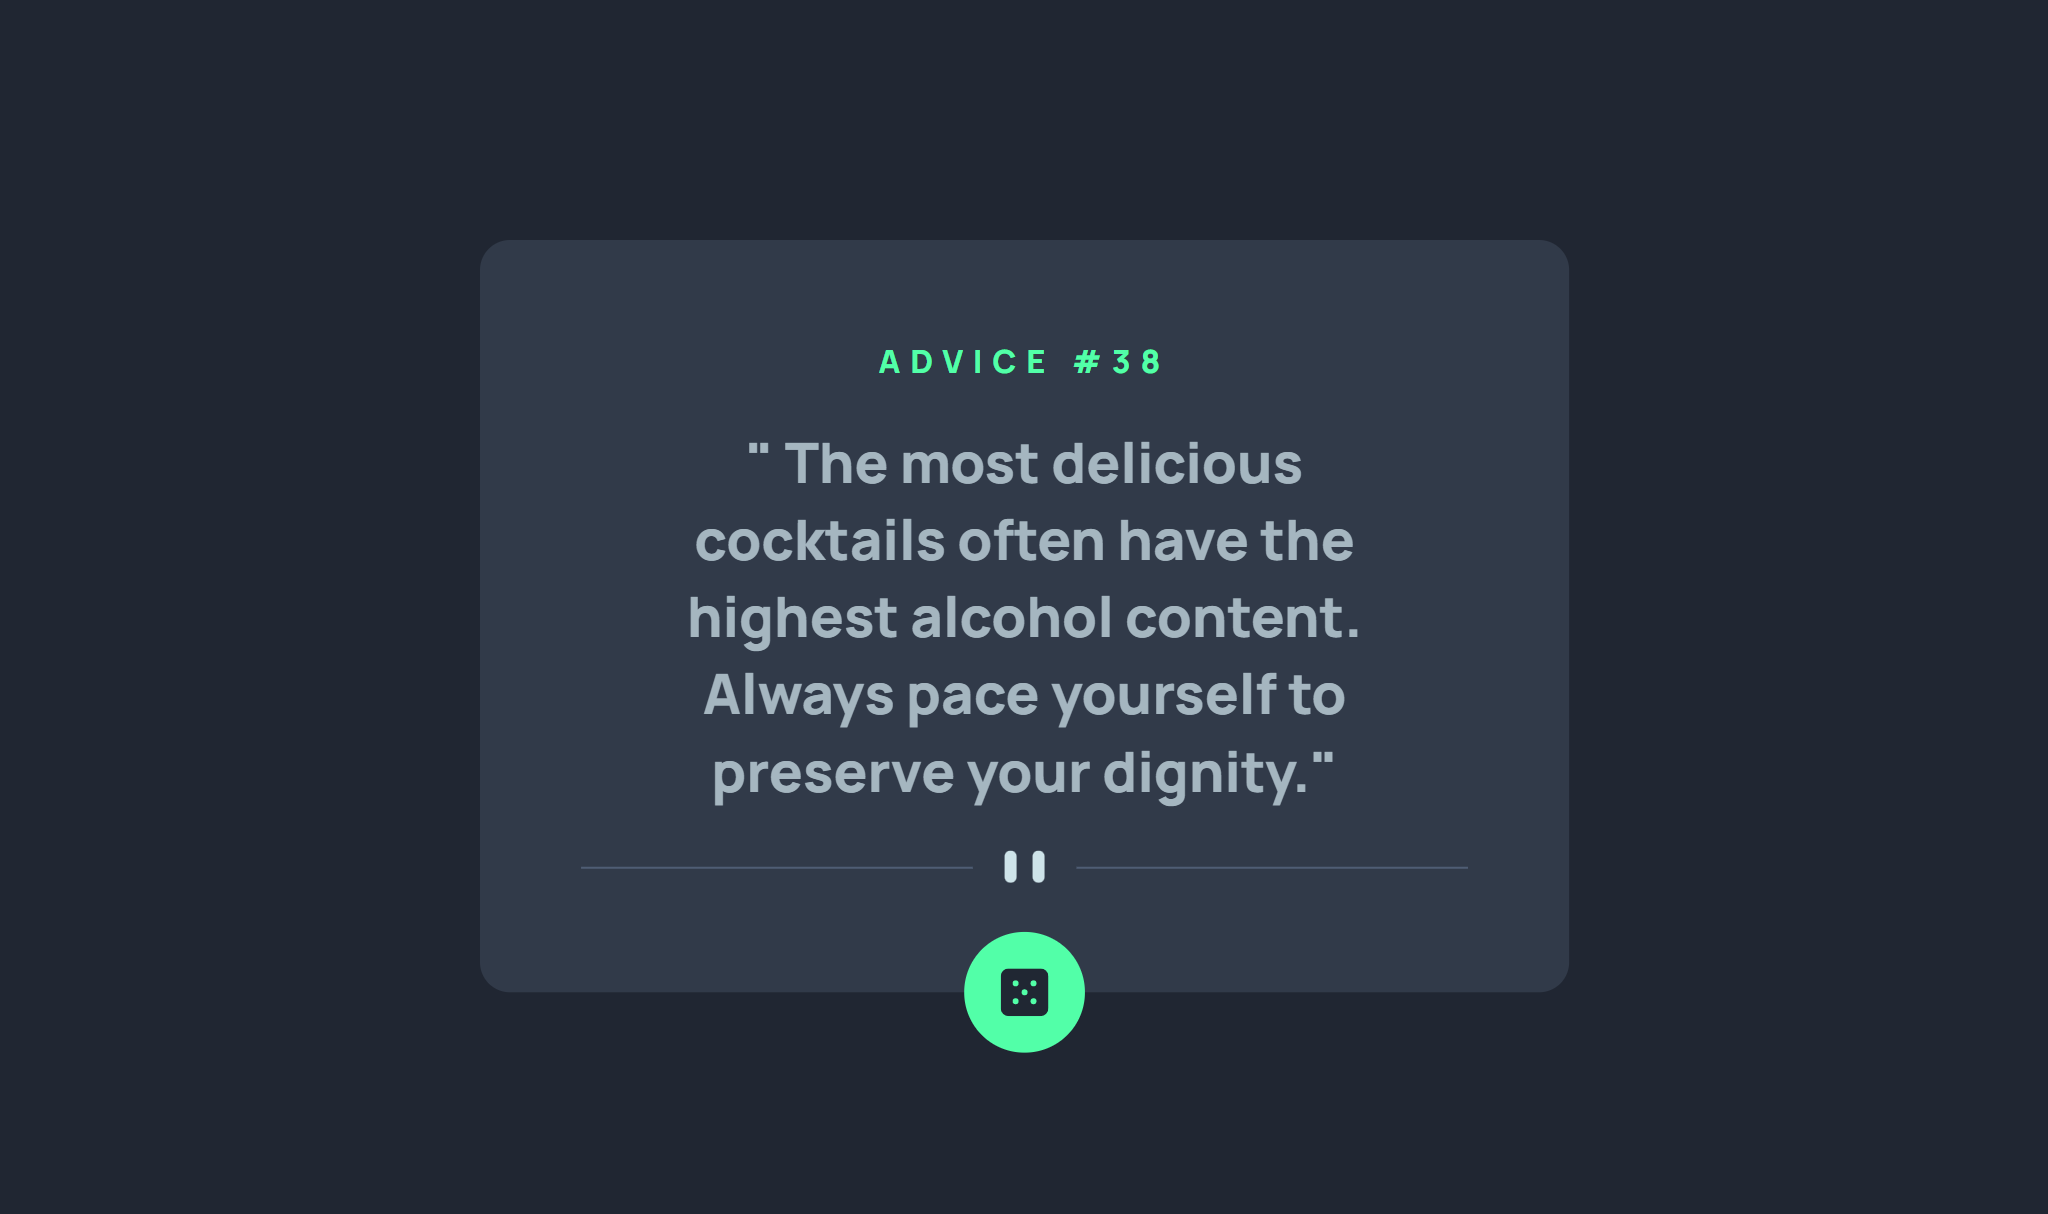 ADVICE #38
" The most delicious
cocktails often have the
highest alcohol content.
Always pace yourself to
preserve your dignity."